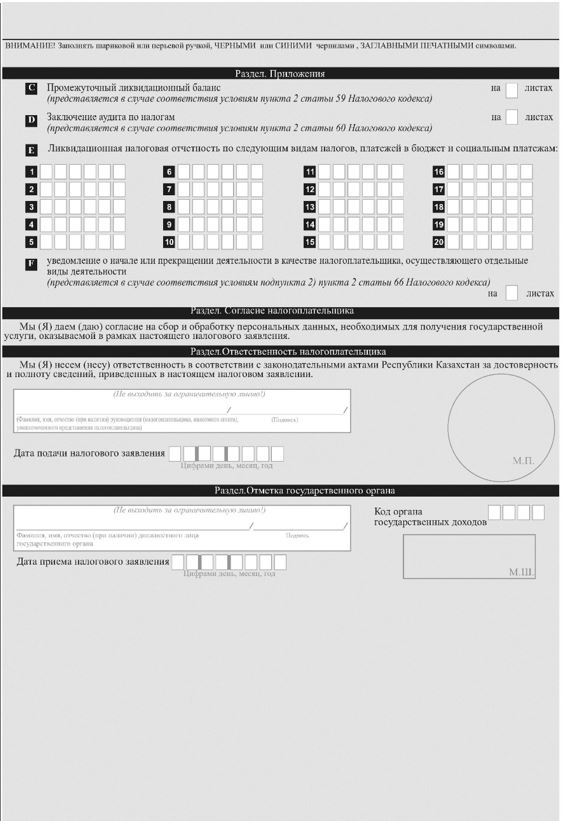 ВНИМАНИЕ! Заполнять шариковой или перьевой ручкой, ЧЕРНЫМИ или СИНИМИ чернилами , ЗАГЛАВНЫМИ ПЕЧАТНЫМИ символами.
Раздел. Приложения
C Промежуточный ликвидационный баланс на листах
(представляется в случае соответствия условиям пункта 2 статьи 59 Налогового кодекса)
D Заключение аудита по налогам на листах
(представляется в случае соответствия условиям пункта 2 статьи 60 Налогового кодекса)
E Ликвидационная налоговая отчетность по следующим видам налогов, платежей в бюджет и социальным платежам:
1 6 11 16
2 7 12 17
3 8 13 18
4 9 14 19
5 10 15 20
F уведомление о начале или прекращении деятельности в качестве налогоплательщика, осуществляющего отдельные
виды деятельности
(представляется в случае соответствия условиям подпункта 2) пункта 2 статьи 66 Налогового кодекса)
на листах
Раздел. Согласие налогоплательщика
Мы (Я) даем (даю) согласие на сбор и обработку персональных данных, необходимых для получения государственной
услуги, оказываемой в рамках настоящего налогового заявления.
Раздел.Ответственность налогоплательщика
Мы (Я) несем (несу) ответственность в соответствии с законодательными актами Республики Казахстан за достоверность
и полноту сведений, приведенных в настоящем налоговом заявлении.
(Не выходить за ограничительную линию!)
/ /
(Фамилия, имя, отчество (при наличии) руководителя (налогоплательщика, налогового агента), (Подпись)
уполномоченного представителя налогоплательщика)
Дата подачи налогового заявления
Цифрами день, месяц, год
М.П.
Раздел.Отметка государственного органа
(Не выходить за ограничительную линию!)
/ /
Фамилия, имя, отчество (при наличии) должностного лица Подпись
государственного органа
Код органа
государственных доходов
Дата приема налогового заявления
Цифрами день, месяц, год
М.Ш.